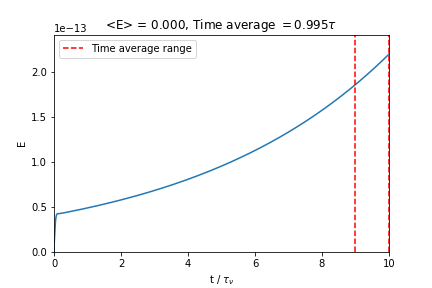 <E> = 0.000, Time average = 0.995τ
1e−13
Time average range
2.0
1.5
1.0
0.5
0.0
E
0 2 4 6 8 10
t / τν